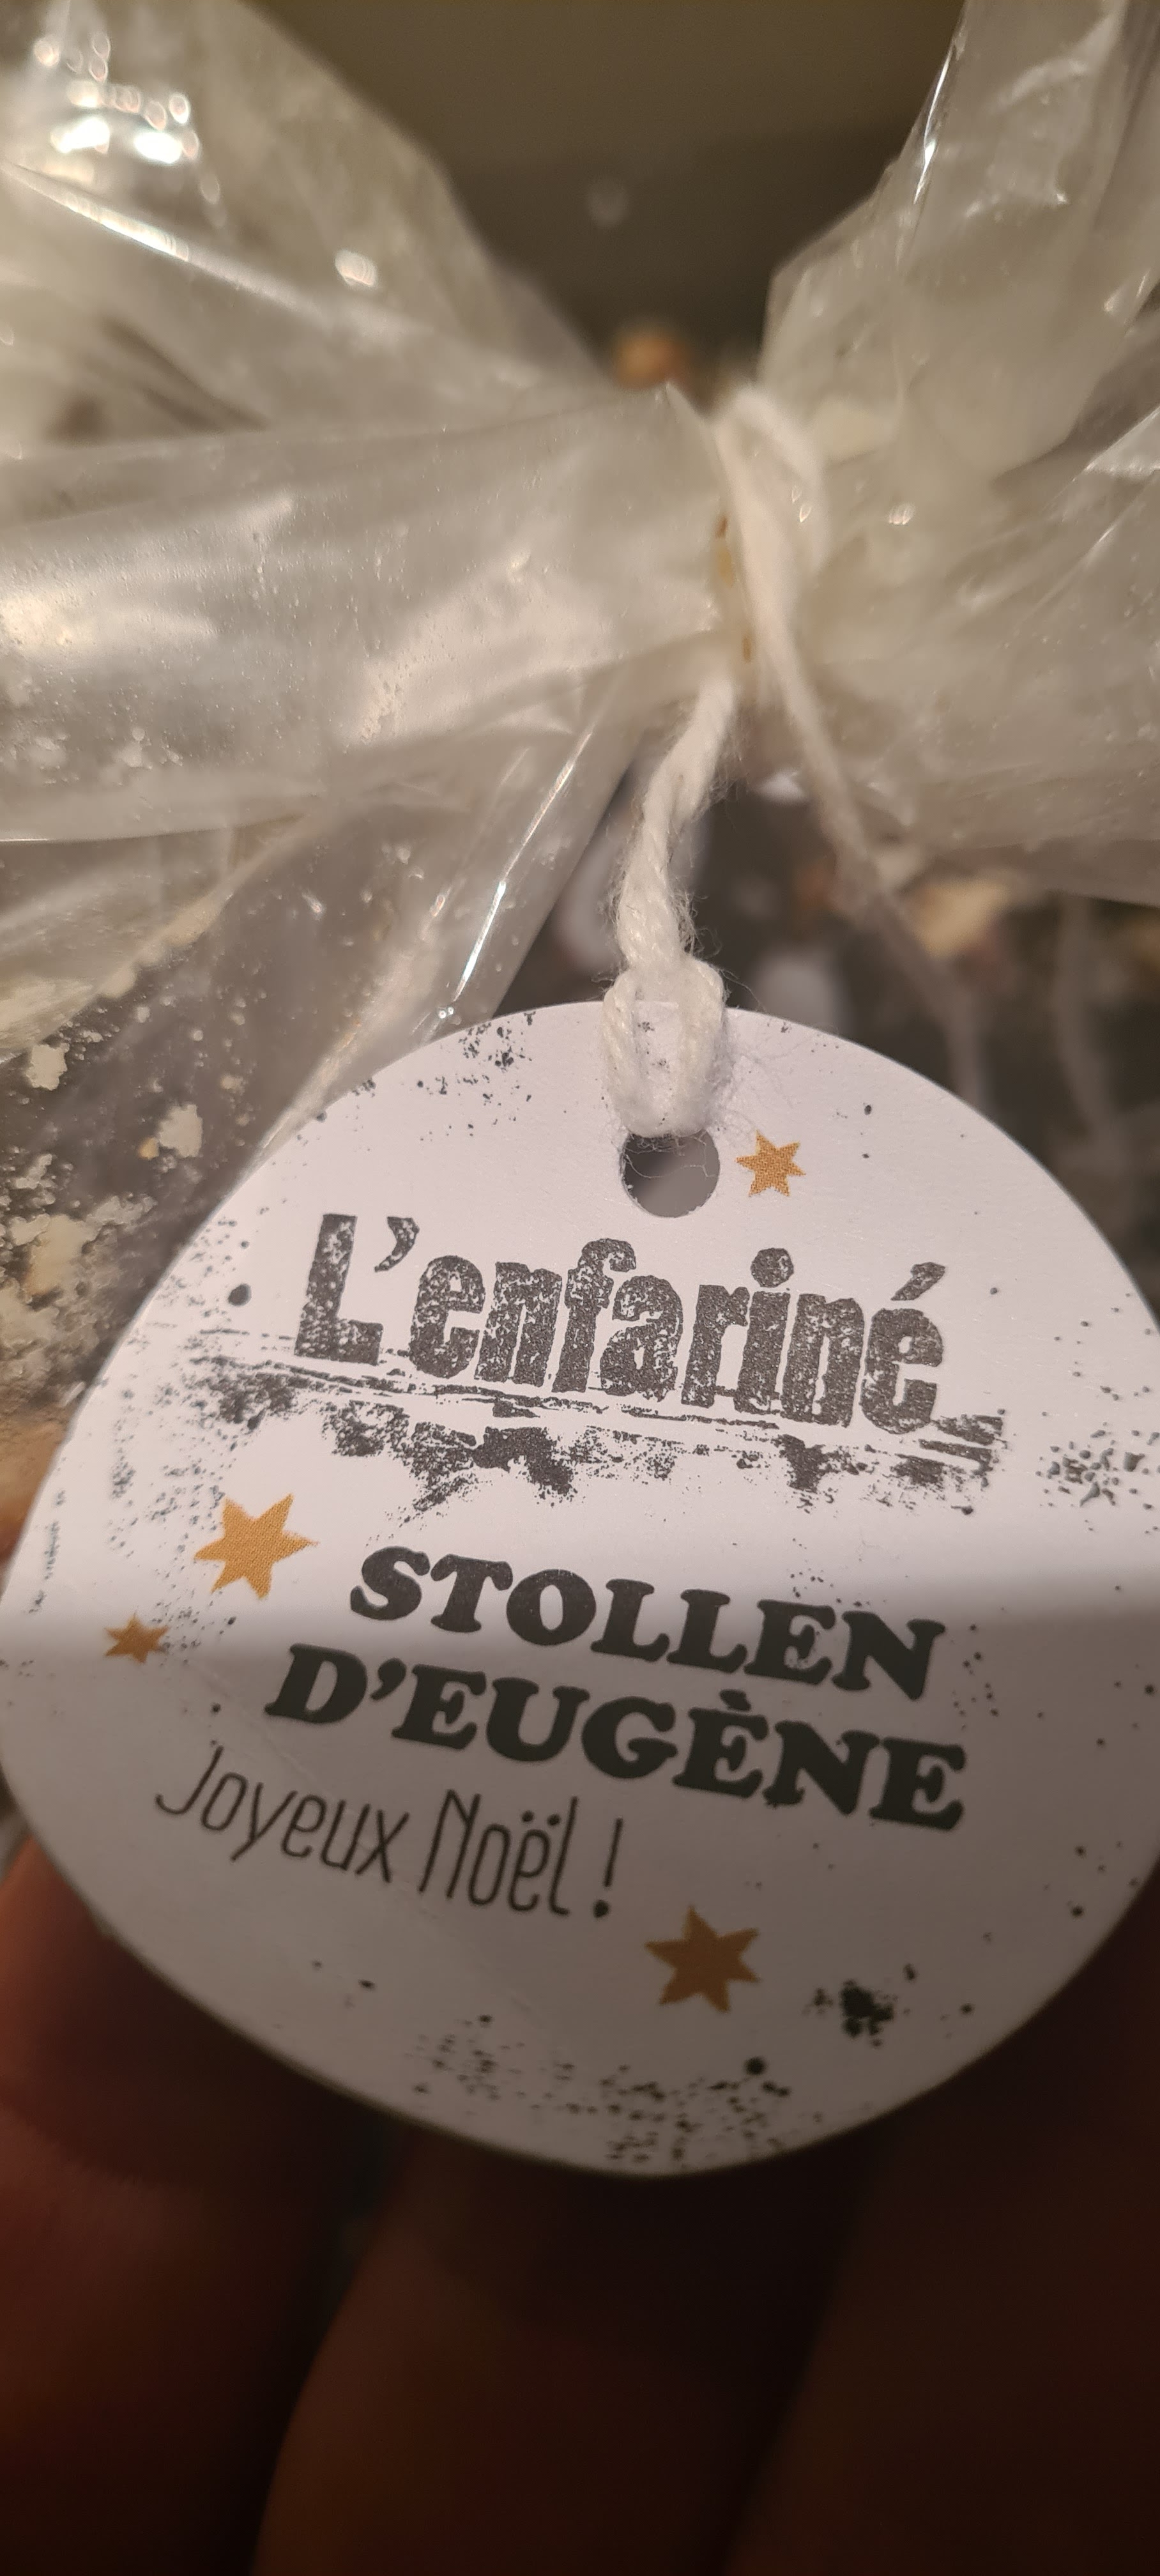 L'enfariné
STOLLEN
D'EUGÈNE
Joyeux Noël !